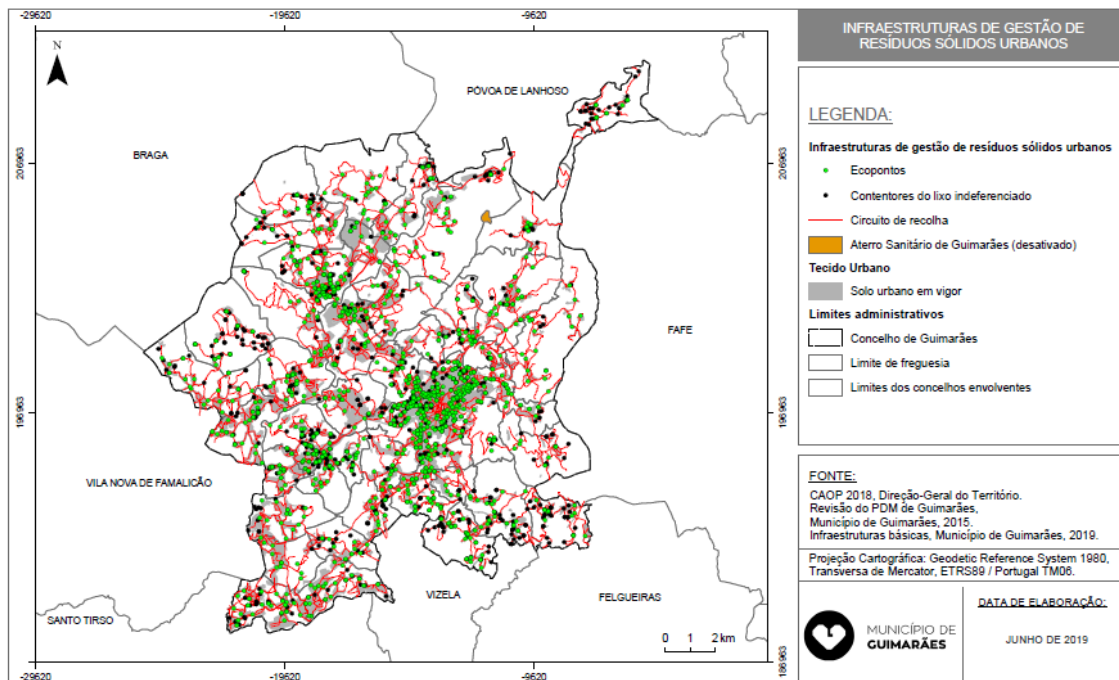 -29620
-19620
-9620
N
PÓVOA DE LANHOSO
BRAGA
206963
206963
FAFE
196963
196963
VILA NOVA DE FAMALICÃO
VIZELA
FELGUEIRAS
SANTO TIRSO
0 1 2 km
186963
-29620
-19620
-9620
INFRAESTRUTURAS DE GESTÃO DE
RESÍDUOS SÓLIDOS URBANOS
LEGENDA:
Infraestruturas de gestão de resíduos sólidos urbanos
Ecopontos
Contentores do lixo indeferenciado
Circuito de recolha
Aterro Sanitário de Guimarães (desativado)
Tecido Urbano
Solo urbano em vigor
Limites administrativos
Concelho de Guimarães
Limite de freguesia
Limites dos concelhos envolventes
FONTE:
CAOP 2018, Direção-Geral do Território.
Revisão do PDM de Guimarães,
Município de Guimarães, 2015.
Infraestruturas básicas, Município de Guimarães, 2019.
Projeção Cartográfica: Geodetic Reference System 1980,
Transversa de Mercator, ETRS89 / Portugal TM06.
MUNICÍPIO DE
GUIMARÃES
DATA DE ELABORAÇÃO:
JUNHO DE 2019